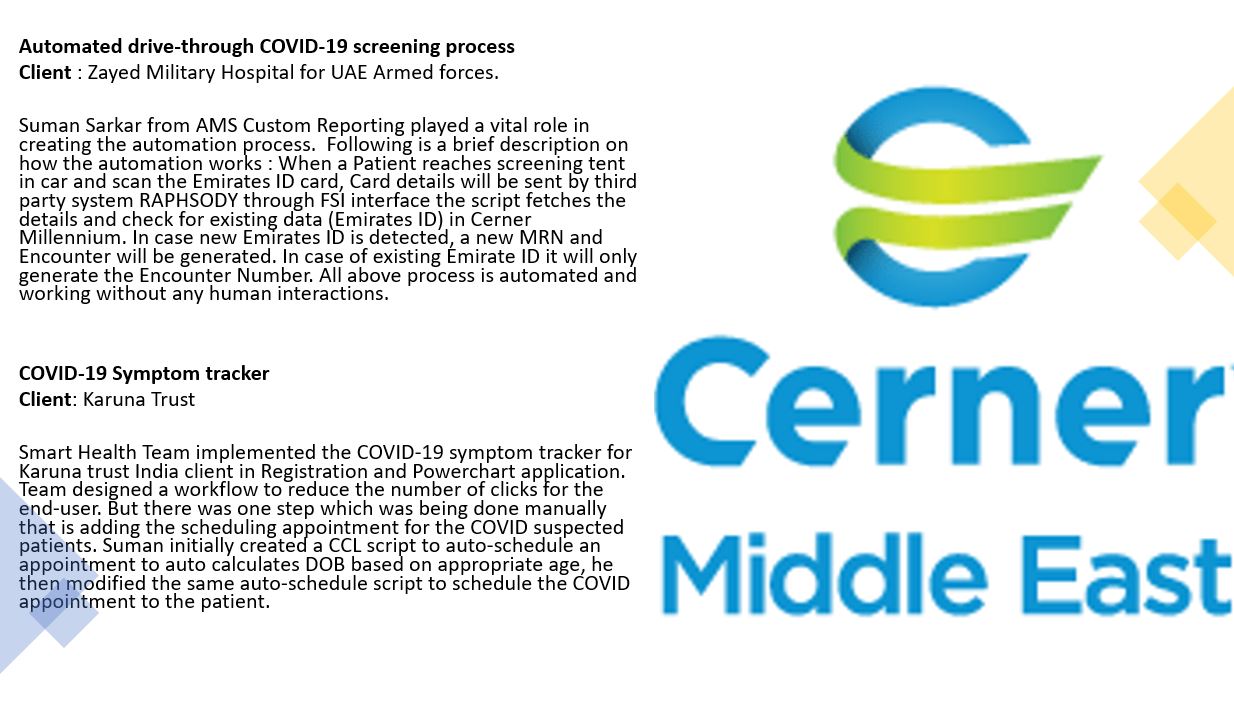 Automated drive-through COVID-19 screening process
Client : Zayed Military Hospital for UAE Armed forces.
Suman Sarkar from AMS Custom Reporting played a vital role in
creating the automation process.  Following is a brief description on
how the automation works : When a Patient reaches screening tent
in car and scan the Emirates ID card, Card details will be sent by third
party system RAPHSODY through FSI interface the script fetches the
details and check for existing data (Emirates ID) in Cerner
Millennium. In case new Emirates ID is detected, a new MRN and
Encounter will be generated. In case of existing Emirate ID it will only
generate the Encounter Number. All above process is automated and
working without any human interactions.
COVID-19 Symptom tracker
Client: Karuna Trust
Smart Health Team implemented the COVID-19 symptom tracker for
Karuna trust India client in Registration and Powerchart application.
Team designed a workflow to reduce the number of clicks for the
end-user. But there was one step which was being done manually
that is adding the scheduling appointment for the COVID suspected
patients. Suman initially created a CCL script to auto-schedule an
appointment to auto calculates DOB based on appropriate age, he
then modified the same auto-schedule script to schedule the COVID
appointment to the patient.
Cerner
Middle East